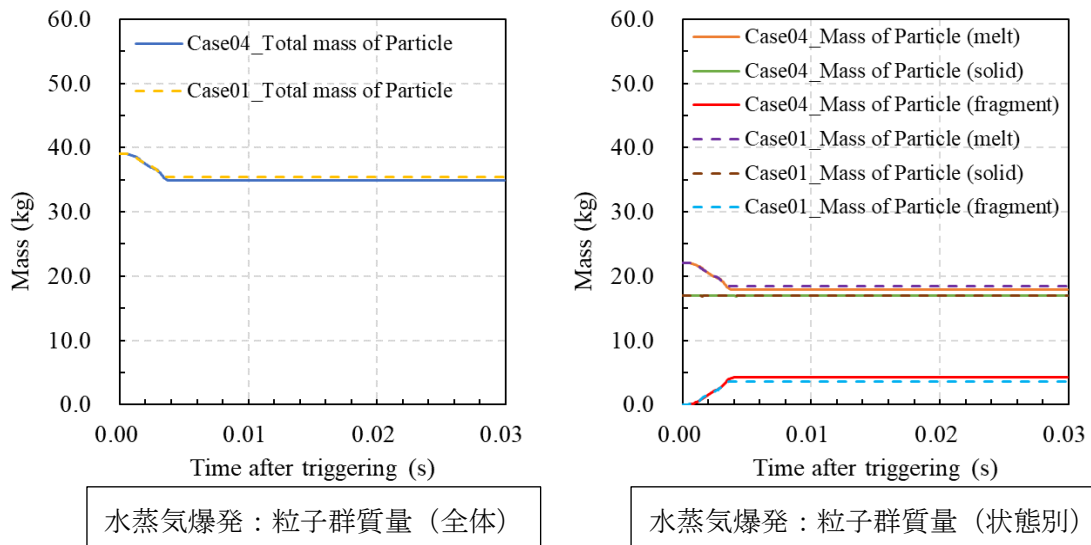 60.0
50.0
40.0
30.0
20.0
10.0
0.0
Mass (kg)
Case04_Total mass of Particle
Case01_Total mass of Particle
0.00 0.01 0.02 0.03
Time after triggering (s)
水蒸気爆発：粒子群質量（全体）
60.0
50.0
40.0
30.0
20.0
10.0
0.0
Mass (kg)
Case04_Mass of Particle (melt)
Case04_Mass of Particle (solid)
Case04_Mass of Particle (fragment)
Case01_Mass of Particle (melt)
Case01_Mass of Particle (solid)
Case01_Mass of Particle (fragment)
0.00 0.01 0.02 0.03
Time after triggering (s)
水蒸気爆発：粒子群質量（状態別）